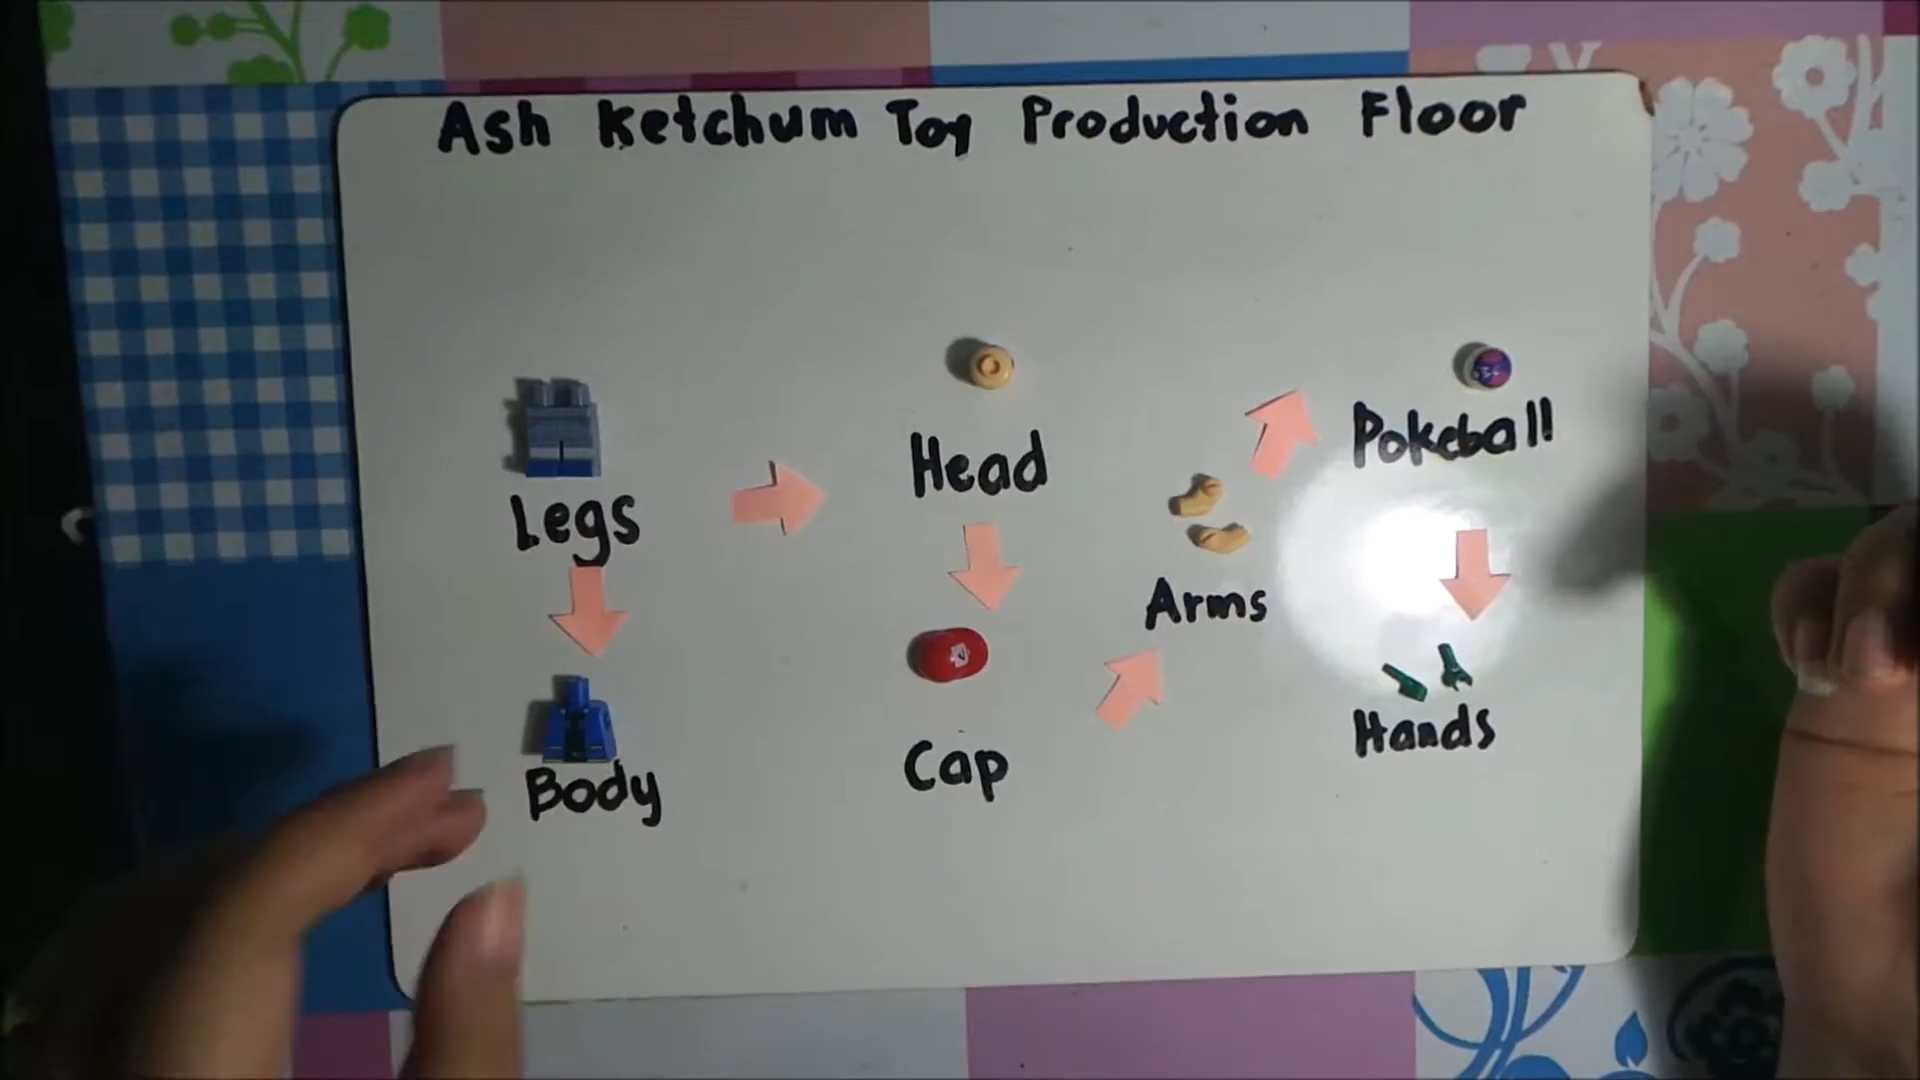 Ash Ketchum Toy Production Floor
Legs
Body
Head
Cap
Arms
Pokeball
Hands